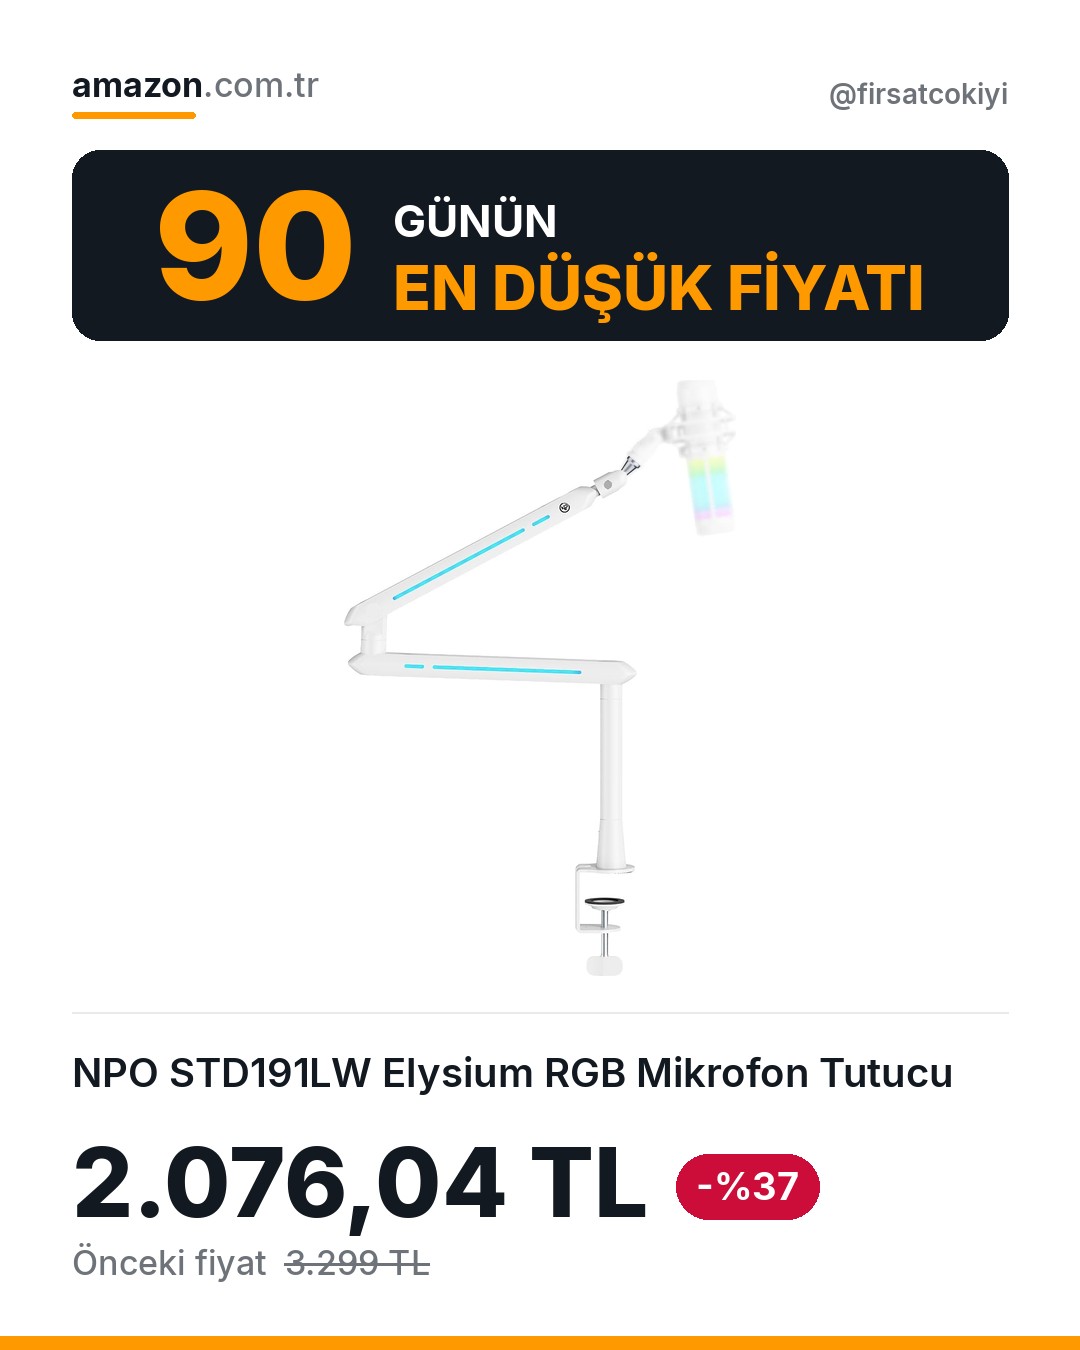 amazon.com.tr
@firsatcokiyi
90
GÜNÜN
EN DÜŞÜK FİYATI
NPO STD191LW Elysium RGB Mikrofon Tutucu
2.076,04 TL
-%37
Önceki fiyat 3.299 TL